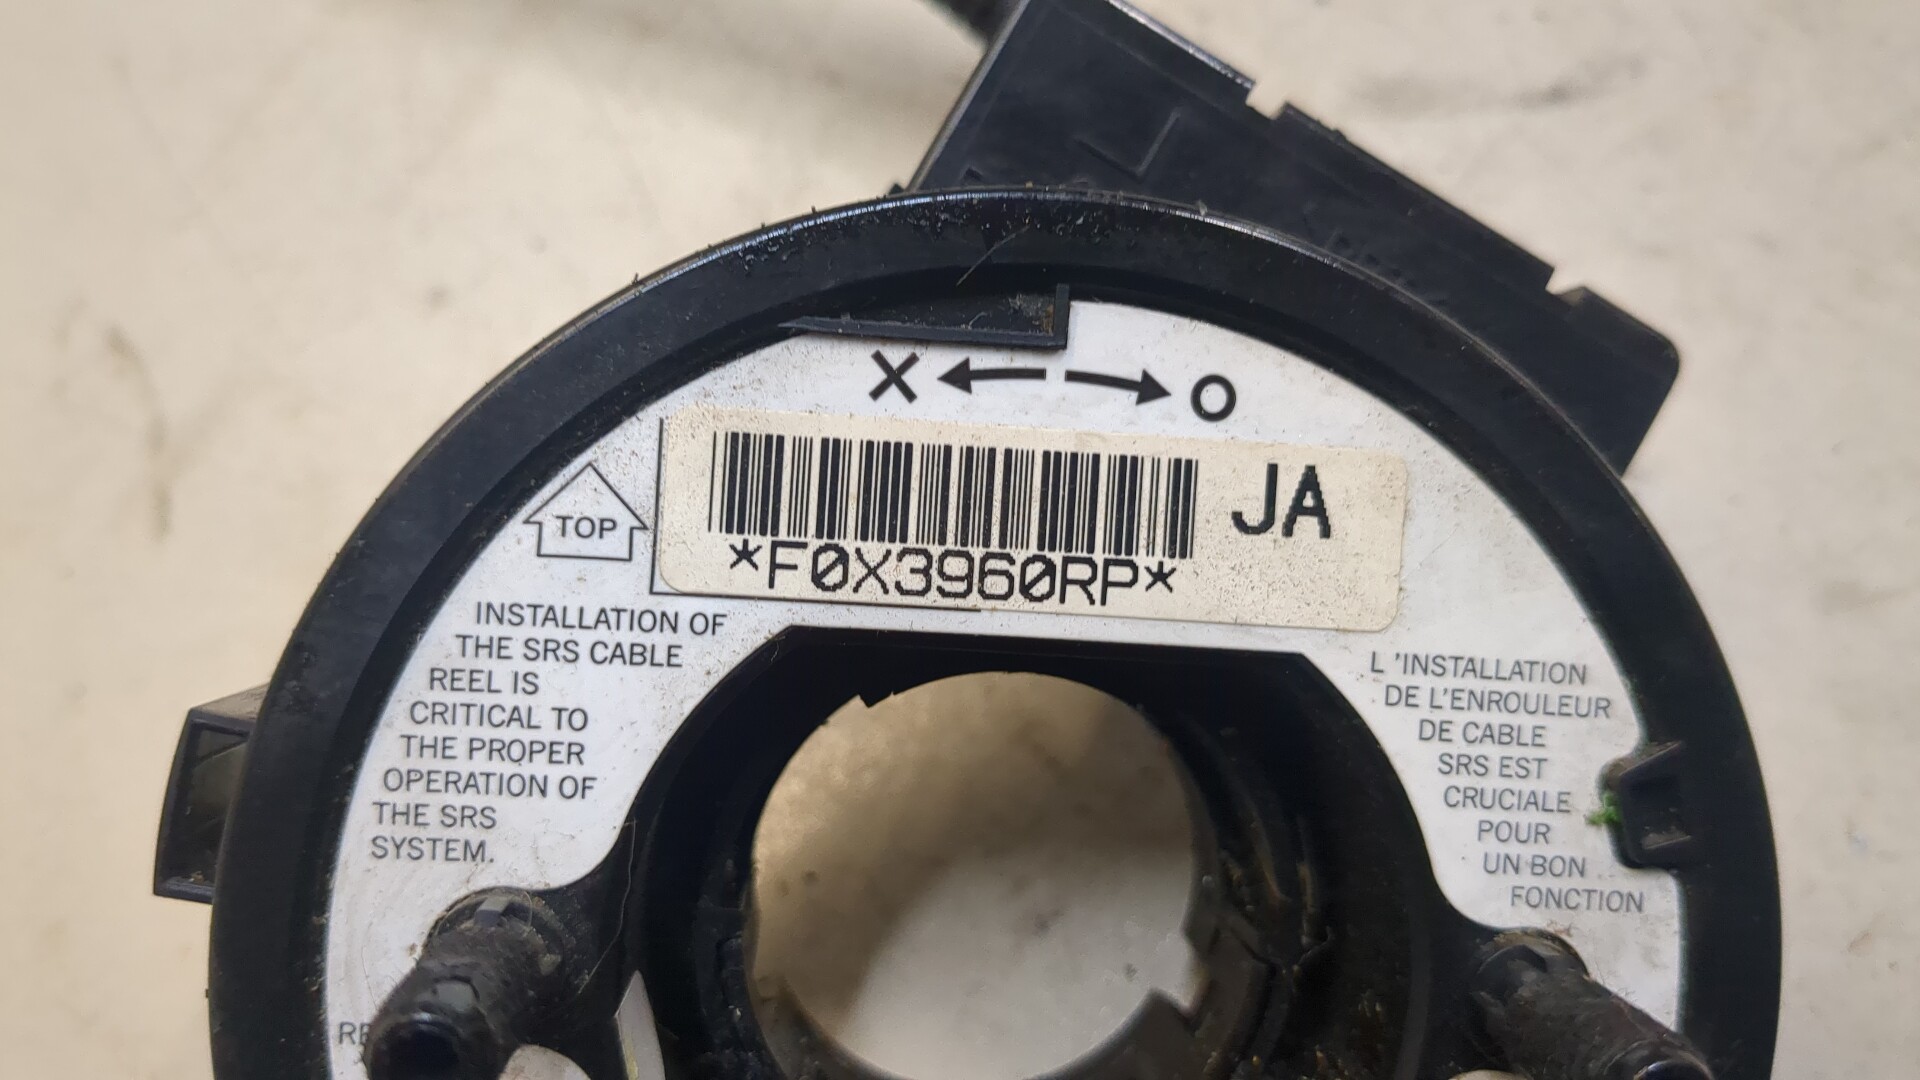 X O
JA
*F0X3960RP*
TOP
INSTALLATION OF
THE SRS CABLE
REEL IS
CRITICAL TO
THE PROPER
OPERATION OF
THE SRS
SYSTEM.
L 'INSTALLATION
DE L'ENROULEUR
DE CABLE
SRS EST
CRUCIALE
POUR
UN BON
FONCTION